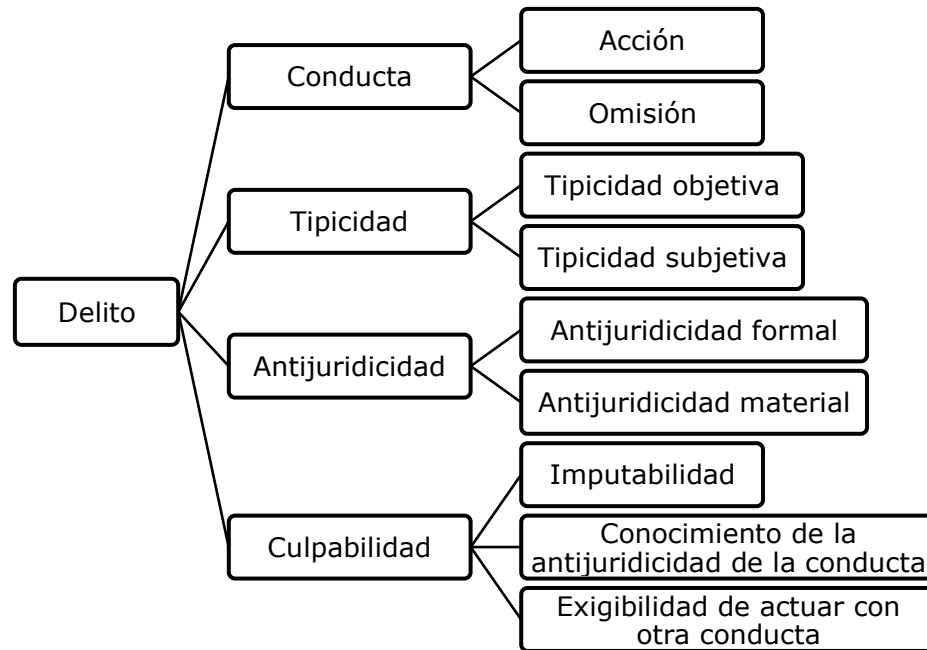 Delito
Conducta
Acción
Omisión
Tipicidad
Tipicidad objetiva
Tipicidad subjetiva
Antijuridicidad
Antijuridicidad formal
Antijuridicidad material
Culpabilidad
Imputabilidad
Conocimiento de la
antijuridicidad de la conducta
Exigibilidad de actuar con
otra conducta